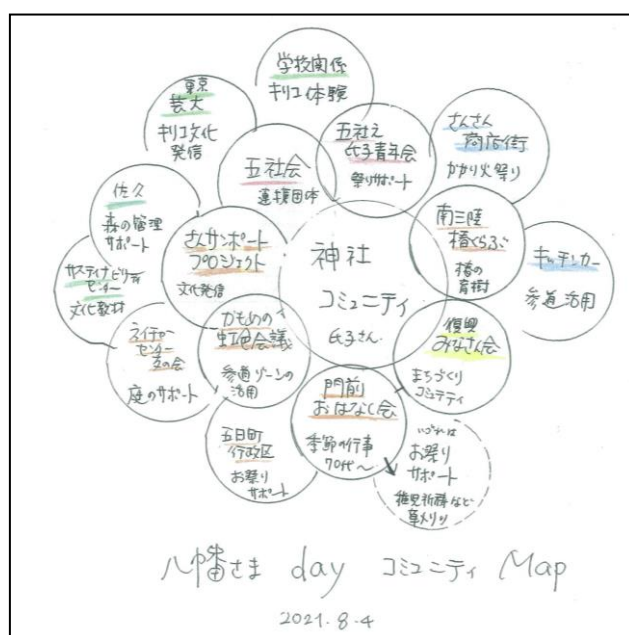 学校関係
キリコ体験
東京
芸大
キリコ文化
発信
五社会
運援団体
五社え
氏子青年会
祭りサポート
さんさん
商店街
かがり火祭り
佐久
森の管理
サポート
さんサンポート
プロジェクト
文化発信
神社
コミュニティ
氏子さん
南三陸
椿くらぶ
椿の
育樹
キッチンカー
参道活用
サスティナビリティ
センター
文化教材
ネイチャー
センター
友の会
庭のサポート
かもめの
虹色会議
参道ゾーンの
活用
復興
みなさん会
まちづくり
コミュテティ
門前
おはなく会
季節の行事
70代〜
五日町
行政区
お祭り
サポート
いづれは
お祭り
サポート
など
八幡さま day コミュニティ Map
2021.8.4